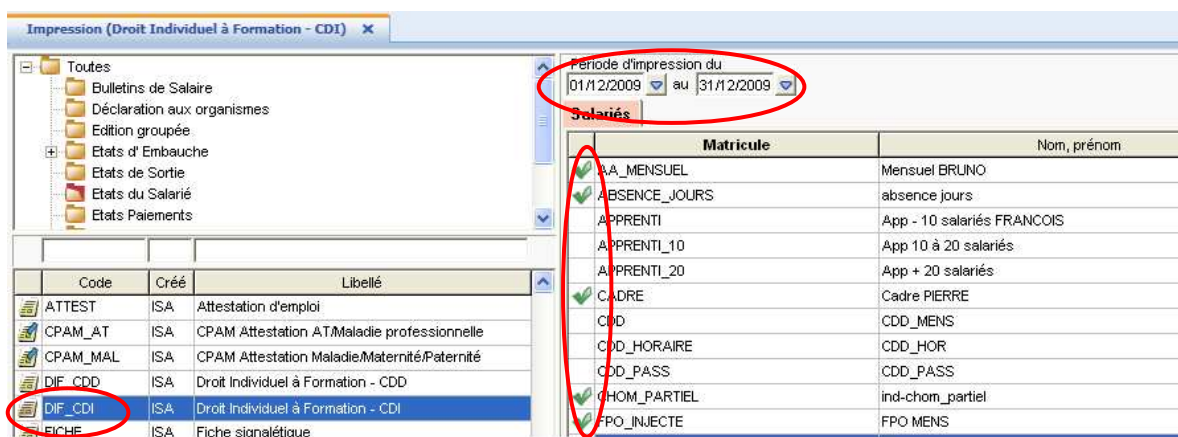 Impression (Droit Individuel à Formation - CDI)
Toutes
Bulletins de Salaire
Déclaration aux organismes
Edition groupée
Etats d' Embauche
Etats de Sortie
Etats du Salarié
Etats Paiements
Code Créé Libellé
ATTEST ISA Attestation d'emploi
CPAM_AT ISA CPAM Attestation AT/Maladie professionnelle
CPAM_MAL ISA CPAM Attestation Maladie/Maternité/Paternité
DIF_CDD ISA Droit Individuel à Formation - CDD
DIF_CDI ISA Droit Individuel à Formation - CDI
FICHE ISA Fiche signalétique
Période d'impression du
01/12/2009 au 31/12/2009
Salariés
Matricule Nom, prénom
AA_MENSUEL Mensuel BRUNO
ABSENCE_JOURS absence jours
APPRENTI App - 10 salariés FRANCOIS
APPRENTI_10 App 10 à 20 salariés
APPRENTI_20 App + 20 salariés
CADRE Cadre PIERRE
CDD CDD_MENS
CDD_HORAIRE CDD_HOR
CDD_PASS CDD_PASS
CHOM_PARTIEL ind-chom_partiel
FPO_INJECTE FPO MENS